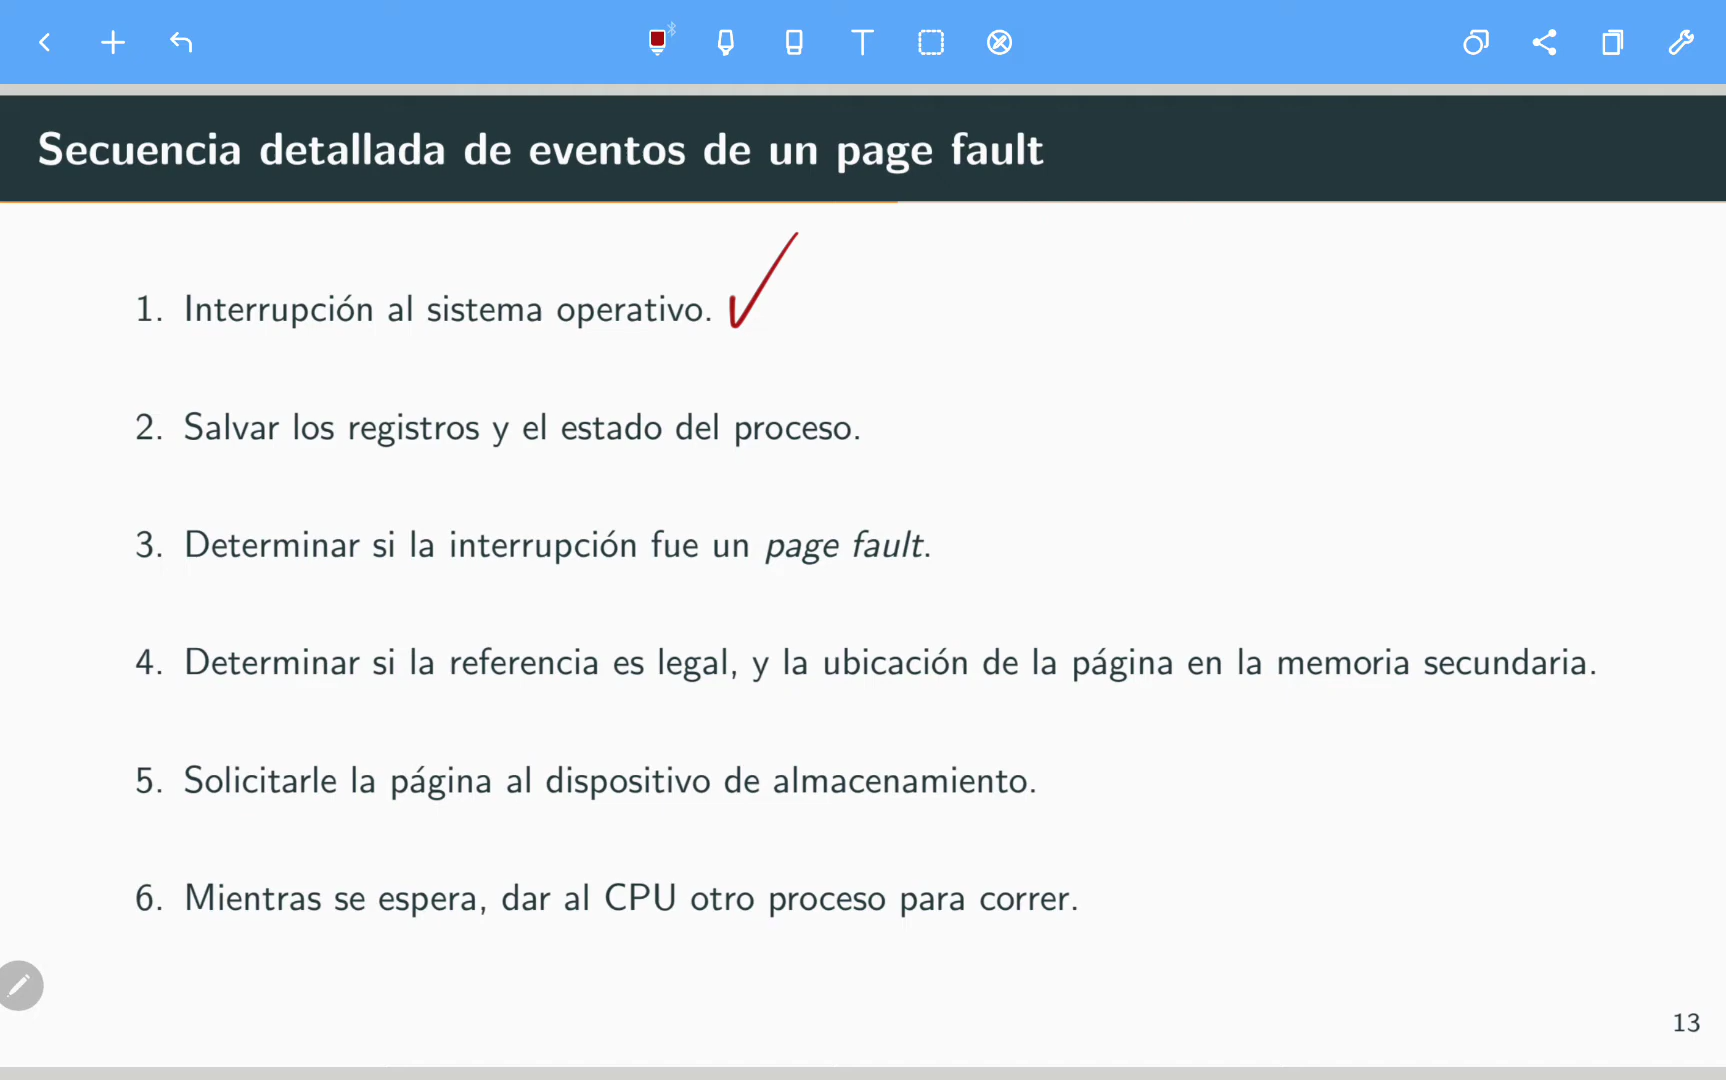 Secuencia detallada de eventos de un page fault
1. Interrupción al sistema operativo.
2. Salvar los registros y el estado del proceso.
3. Determinar si la interrupción fue un page fault.
4. Determinar si la referencia es legal, y la ubicación de la página en la memoria secundaria.
5. Solicitarle la página al dispositivo de almacenamiento.
6. Mientras se espera, dar al CPU otro proceso para correr.
13